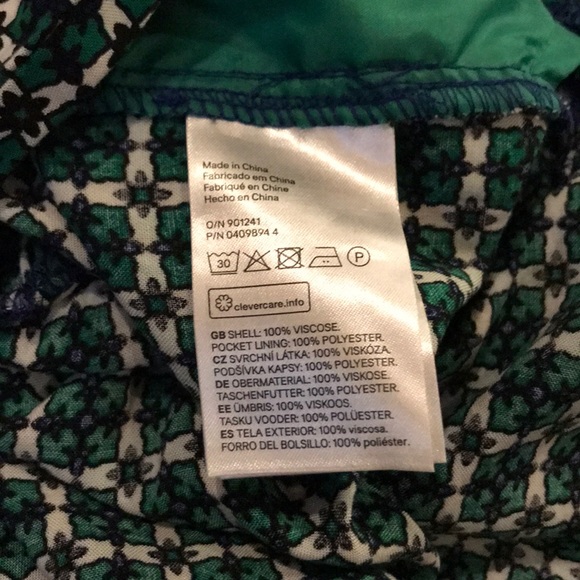 Made in China
Fabricado em China
Fabriqué en Chine
Hecho en China
O/N 901241
P/N 0409894 4
30 P
clevercare.info
GB SHELL: 100% VISCOSE.
POCKET LINING: 100% POLYESTER.
CZ SVRCHNÍ LÁTKA: 100% VISKÓZA.
PODŠÍVKA KAPSY: 100% POLYESTER.
DE OBERMATERIAL: 100% VISKOSE.
TASCHENFUTTER: 100% POLYESTER.
EE ÜMBRIS: 100% VISKOOS.
TASKU VOODER: 100% POLÜESTER.
ES TELA EXTERIOR: 100% viscosa.
FORRO DEL BOLSILLO: 100% poliéster.